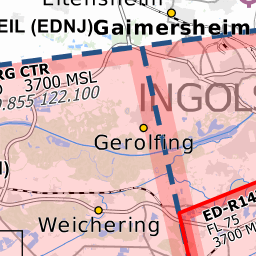 Eitensheim
EIL (EDNJ) Gaimersheim
RG CTR
3700 MSL
9.855 122.100
INGOLS
Gerolfing
ED-R14
FL 75
3700 M
Weichering